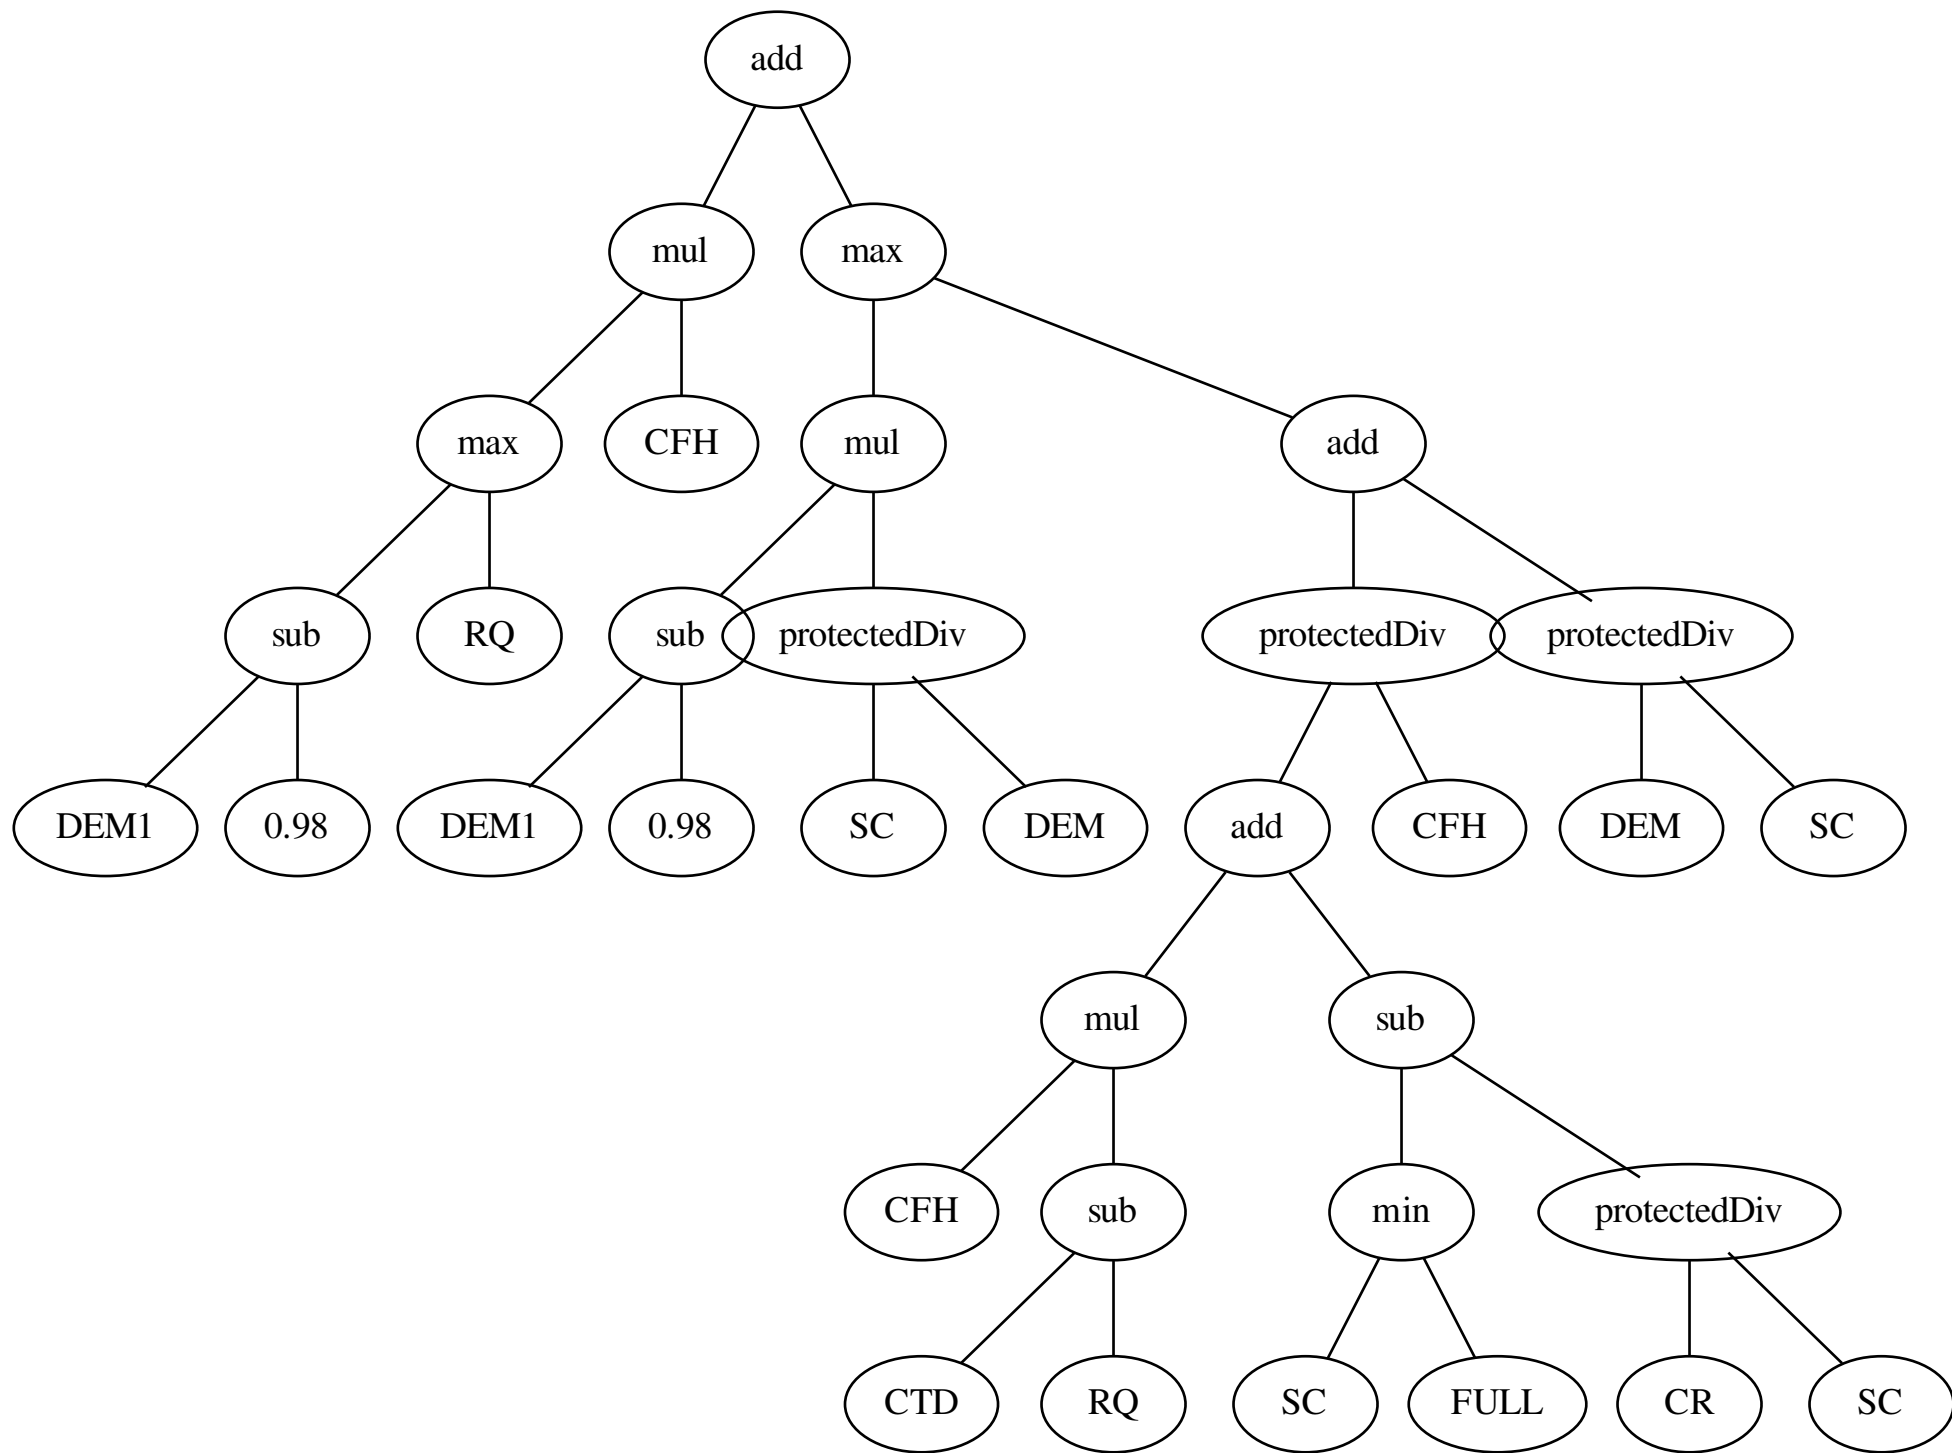 add
mul max
max CFH mul add
sub RQ sub protectedDiv protectedDiv protectedDiv
DEM1 0.98 DEM1 0.98 SC DEM add CFH DEM SC
mul sub
CFH sub min protectedDiv
CTD RQ SC FULL CR SC